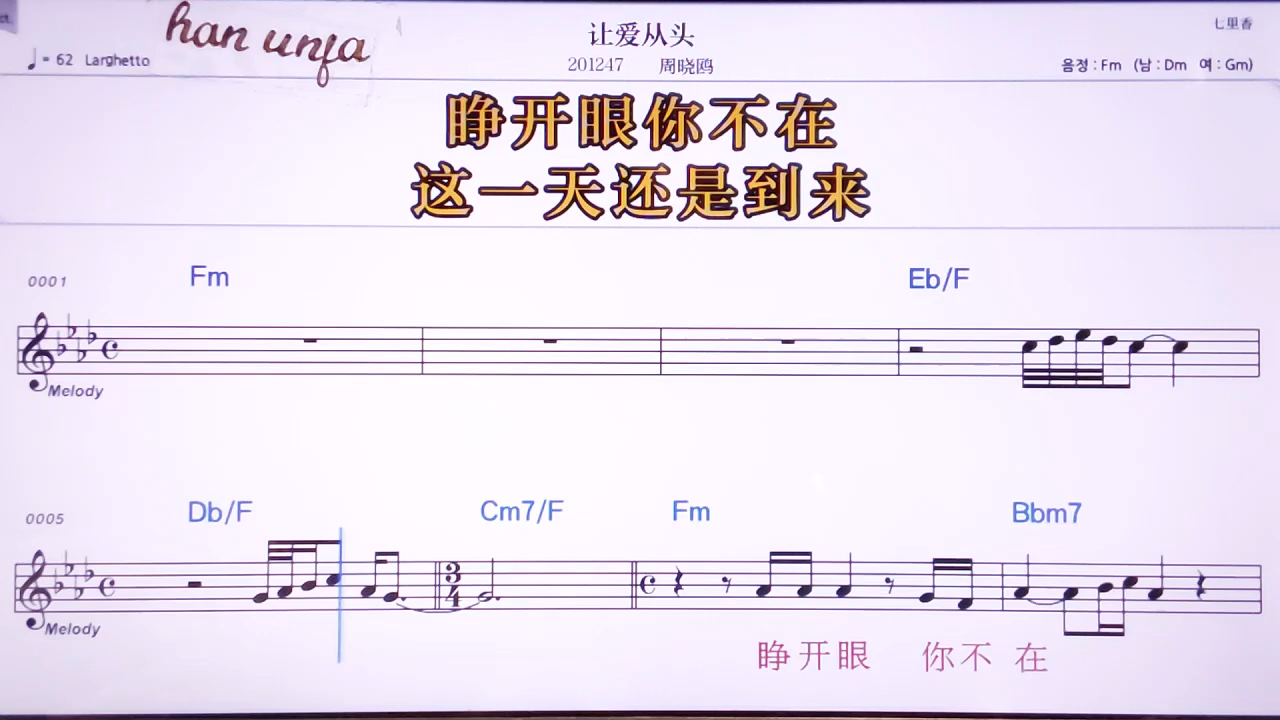 han unja
让爱从头
七里香
♩= 62 Larghetto
201247 周晓鸥
음정 : Fm (남 : Dm 여 : Gm)
睁开眼你不在
这一天还是到来
0001
Fm
Eb/F
Melody
0005
Db/F
Cm7/F
Fm
Bbm7
3
4
Melody
睁开眼 你不 在